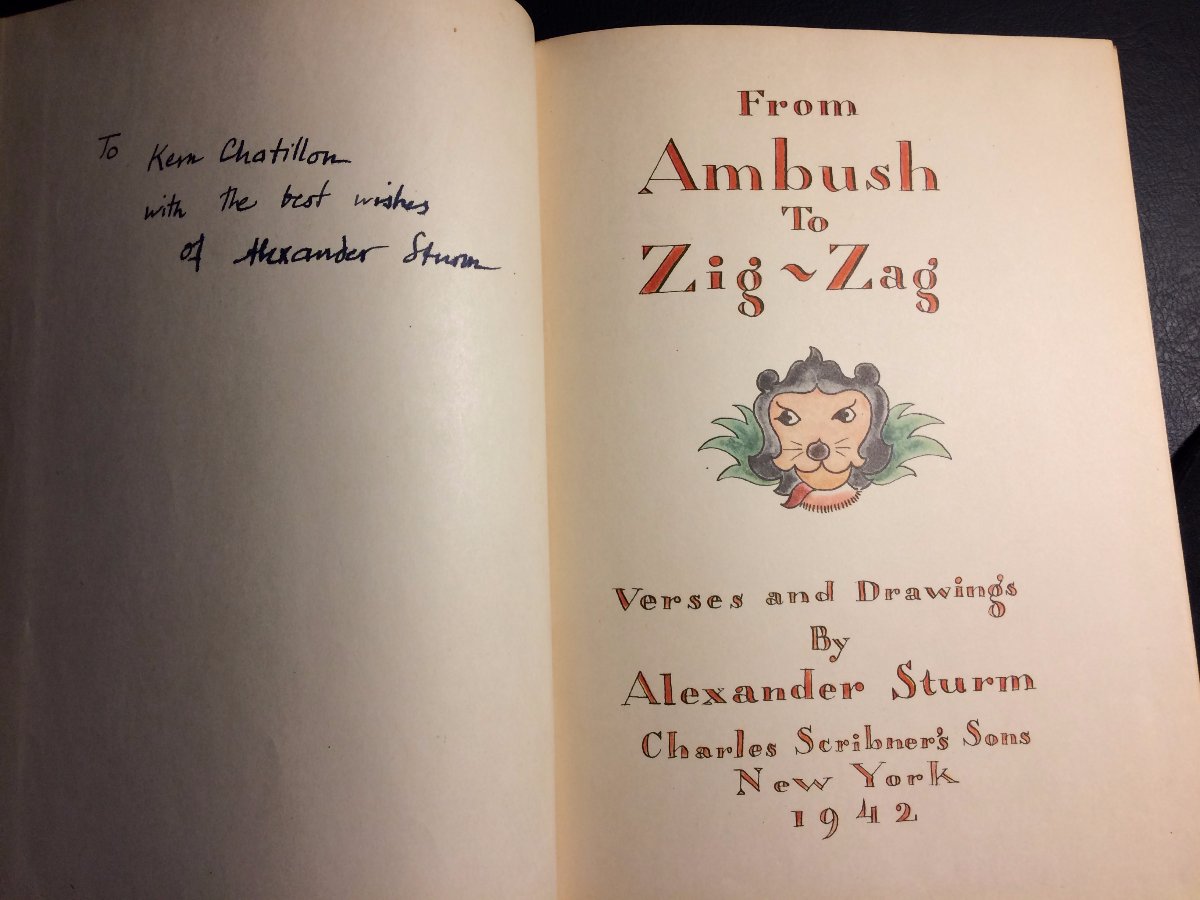 To Kem Chatillon
with the best wishes
of Alexander Sturm
From
Ambush
To
Zig ~ Zag
Verses and Drawings
By
Alexander Sturm
Charles Scribner's Sons
New York
1942